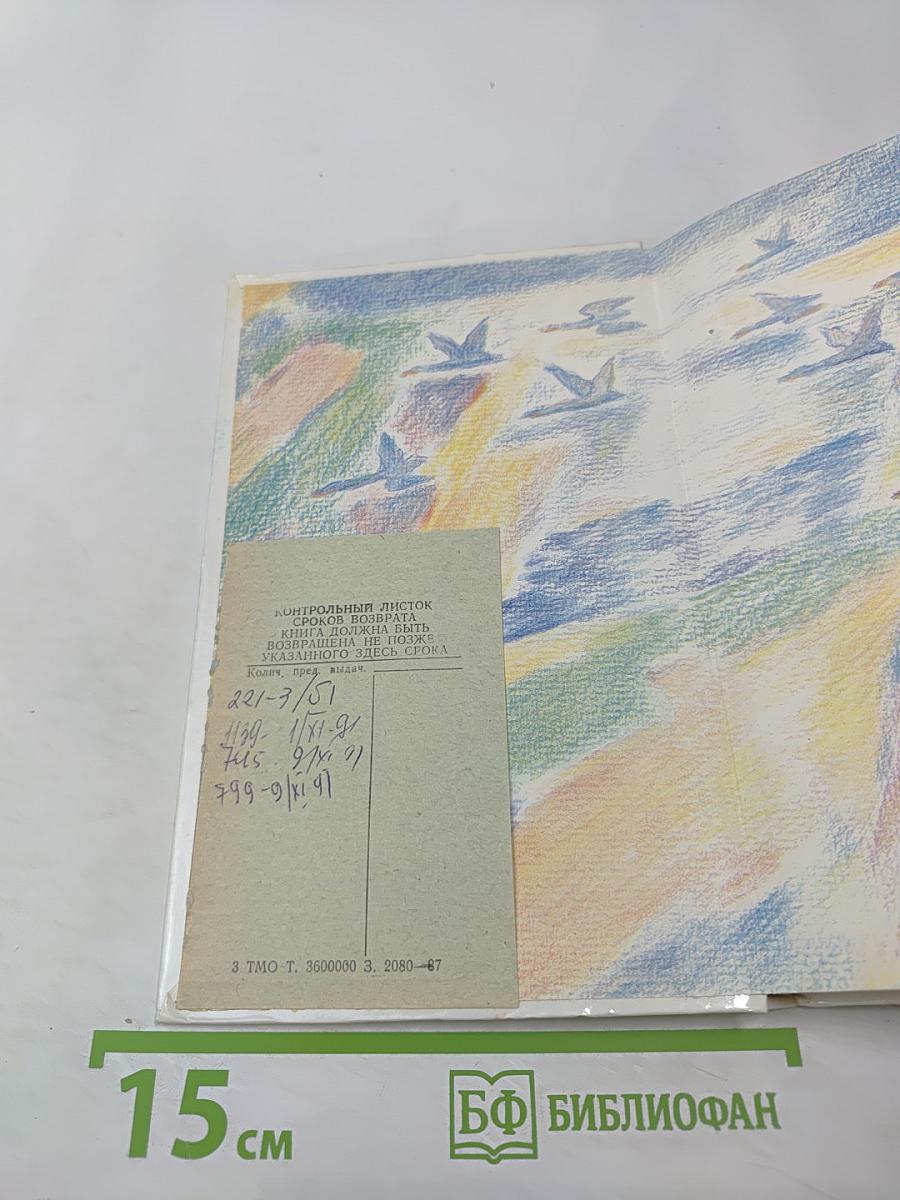 КОНТРОЛЬНЫЙ ЛИСТОК
СРОКОВ ВОЗВРАТА
КНИГА ДОЛЖНА БЫТЬ
ВОЗВРАЩЕНА НЕ ПОЗЖЕ
УКАЗАННОГО ЗДЕСЬ СРОКА
Колич. пред. выдач.
221-3/
1139- 1/XI-91
745 - 9/XI 91
799-9/XI 91
3 ТМО Т. 3600000 З. 2080—87
15 см
БФ БИБЛИОФАН